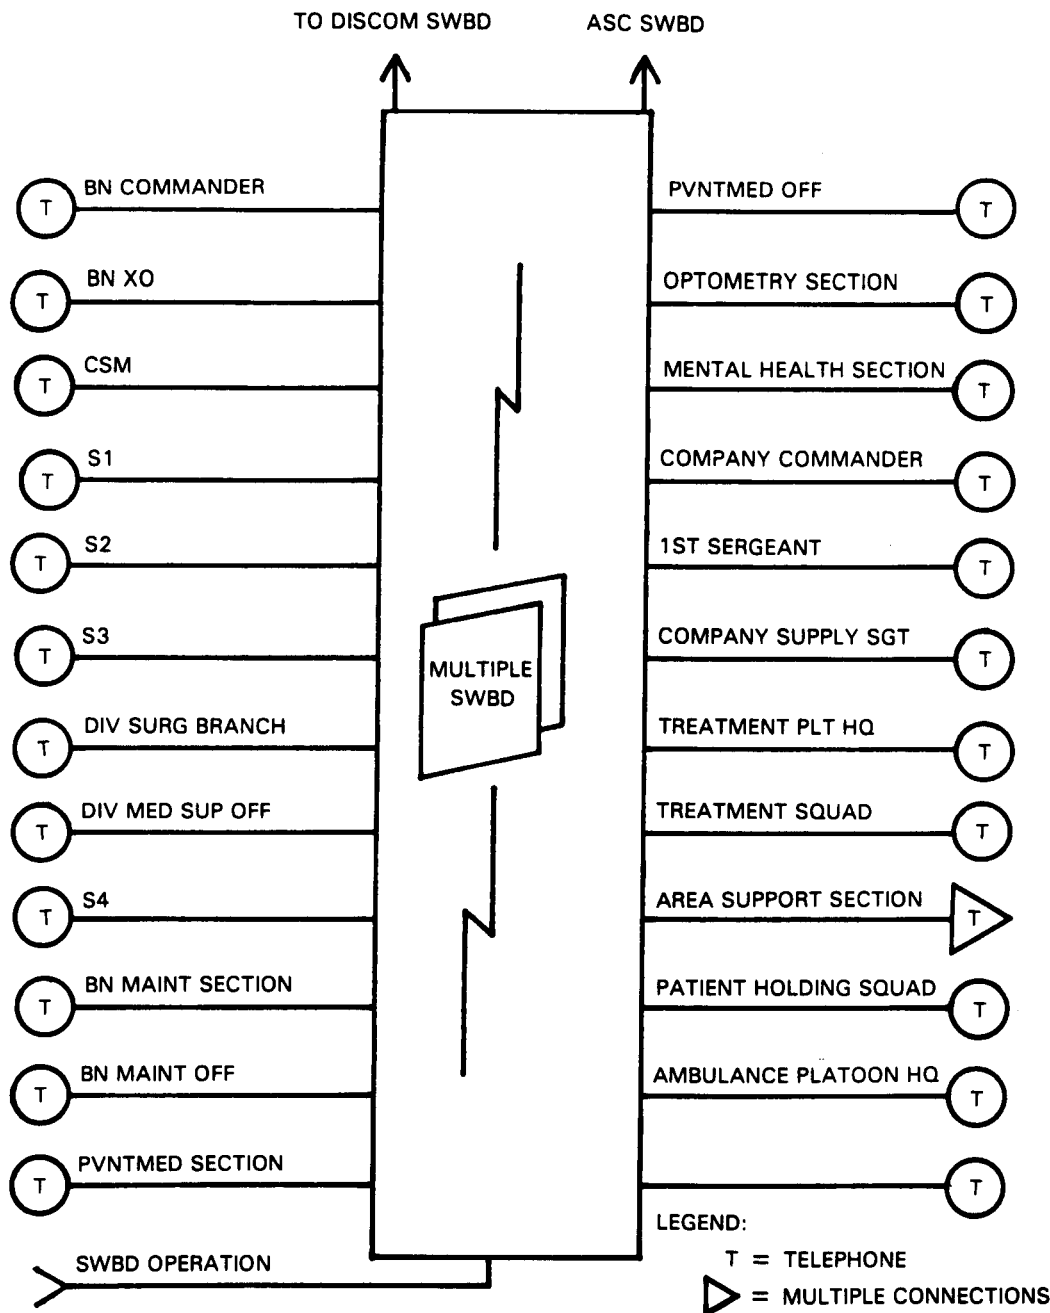 TO DISCOM SWBD
ASC SWBD
T BN COMMANDER
T BN XO
T CSM
T S1
T S2
T S3
T DIV SURG BRANCH
T DIV MED SUP OFF
T S4
T BN MAINT SECTION
T BN MAINT OFF
T PVNTMED SECTION
SWBD OPERATION
MULTIPLE
SWBD
PVNTMED OFF T
OPTOMETRY SECTION T
MENTAL HEALTH SECTION T
COMPANY COMMANDER T
1ST SERGEANT T
COMPANY SUPPLY SGT T
TREATMENT PLT HQ T
TREATMENT SQUAD T
AREA SUPPORT SECTION T
PATIENT HOLDING SQUAD T
AMBULANCE PLATOON HQ T
T
LEGEND:
T = TELEPHONE
= MULTIPLE CONNECTIONS